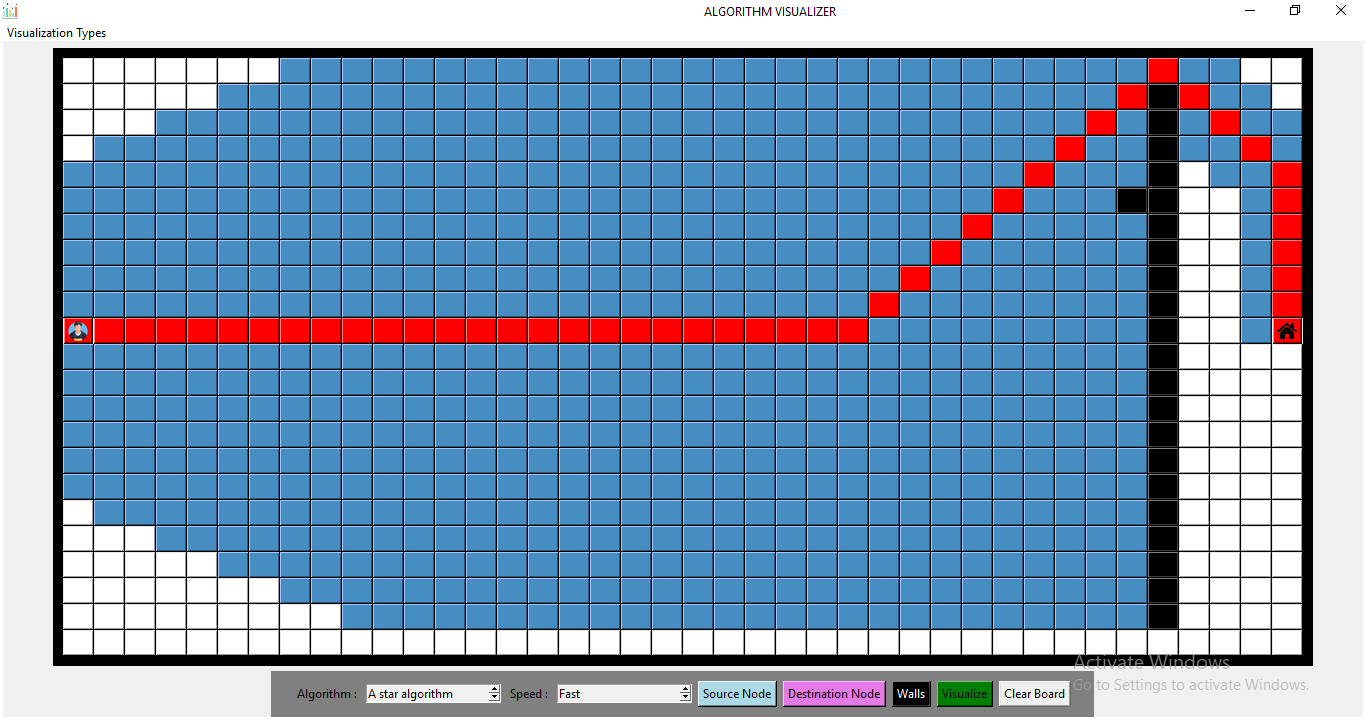 ALGORITHM VISUALIZER
Visualization Types
Activate Windows
Go to Settings to activate Windows.
Algorithm : A star algorithm Speed : Fast Source Node Destination Node Walls Visualize Clear Board